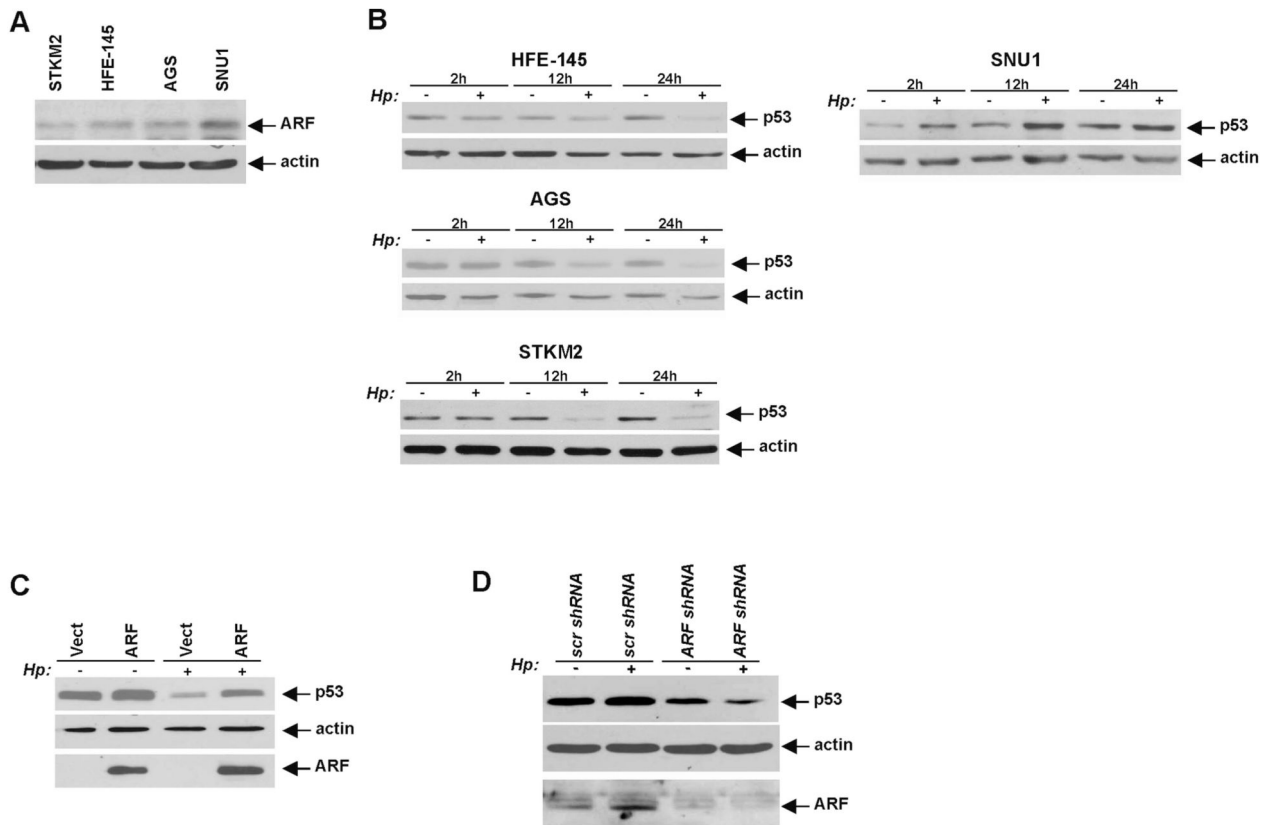 A
STKM2 HFE-145 AGS SNU1
ARF
actin
B
HFE-145
2h 12h 24h
Hp: - + - + - +
p53
actin
SNU1
2h 12h 24h
- + - + - +
p53
actin
AGS
2h 12h 24h
Hp: - + - + - +
p53
actin
STKM2
2h 12h 24h
Hp: - + - + - +
p53
actin
C
Vect ARF Vect ARF
Hp: - - + +
p53
actin
ARF
D
scr shRNA scr shRNA ARF shRNA ARF shRNA
Hp: - + - +
p53
actin
ARF